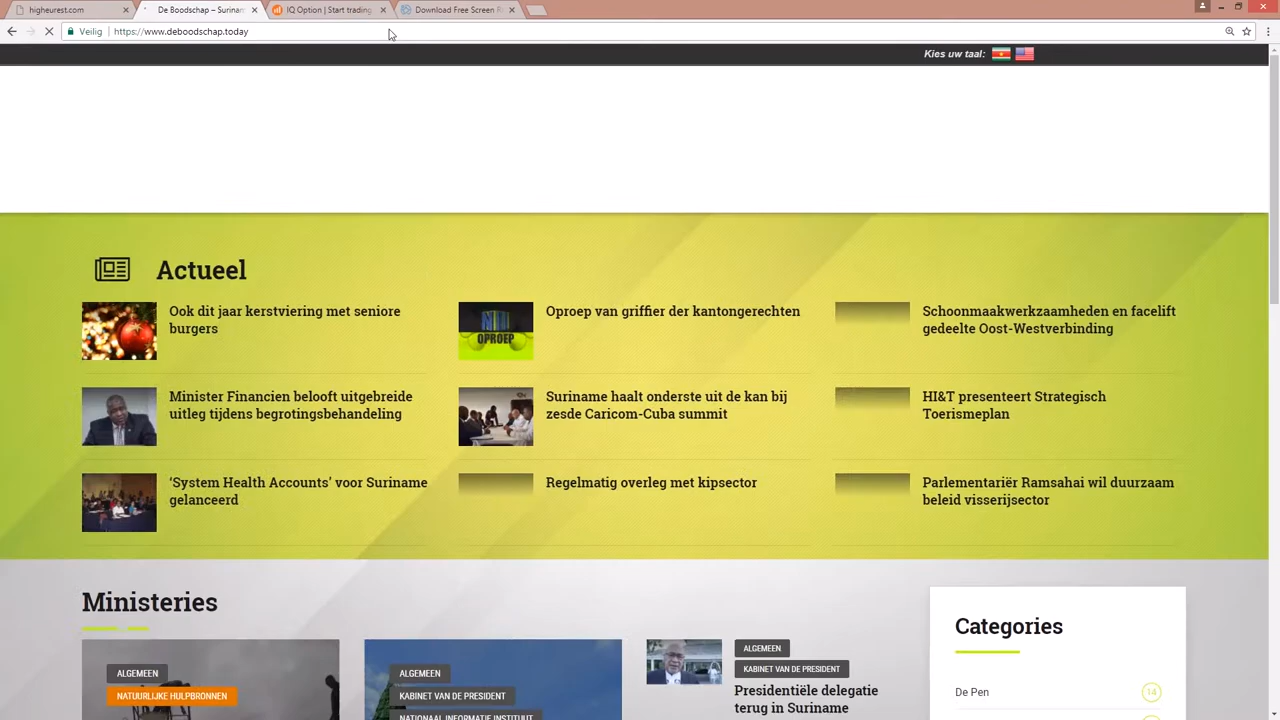 higheurest.com
De Boodschap – Surinam
IQ Option | Start trading
Download Free Screen R
Veilig
https://www.deboodschap.today
Kies uw taal:
Actueel
Ook dit jaar kerstviering met seniore
burgers
Oproep van griffier der kantongerechten
OPROEP
Schoonmaakwerkzaamheden en facelift
gedeelte Oost-Westverbinding
Minister Financien belooft uitgebreide
uitleg tijdens begrotingsbehandeling
Suriname haalt onderste uit de kan bij
zesde Caricom-Cuba summit
HI&T presenteert Strategisch
Toerismeplan
‘System Health Accounts’ voor Suriname
gelanceerd
Regelmatig overleg met kipsector
Parlementariër Ramsahai wil duurzaam
beleid visserijsector
Ministeries
ALGEMEEN
NATUURLIJKE HULPBRONNEN
ALGEMEEN
KABINET VAN DE PRESIDENT
NATIONAAL INFORMATIE INSTITUUT
ALGEMEEN
KABINET VAN DE PRESIDENT
Presidentiële delegatie
terug in Suriname
Categories
De Pen
14